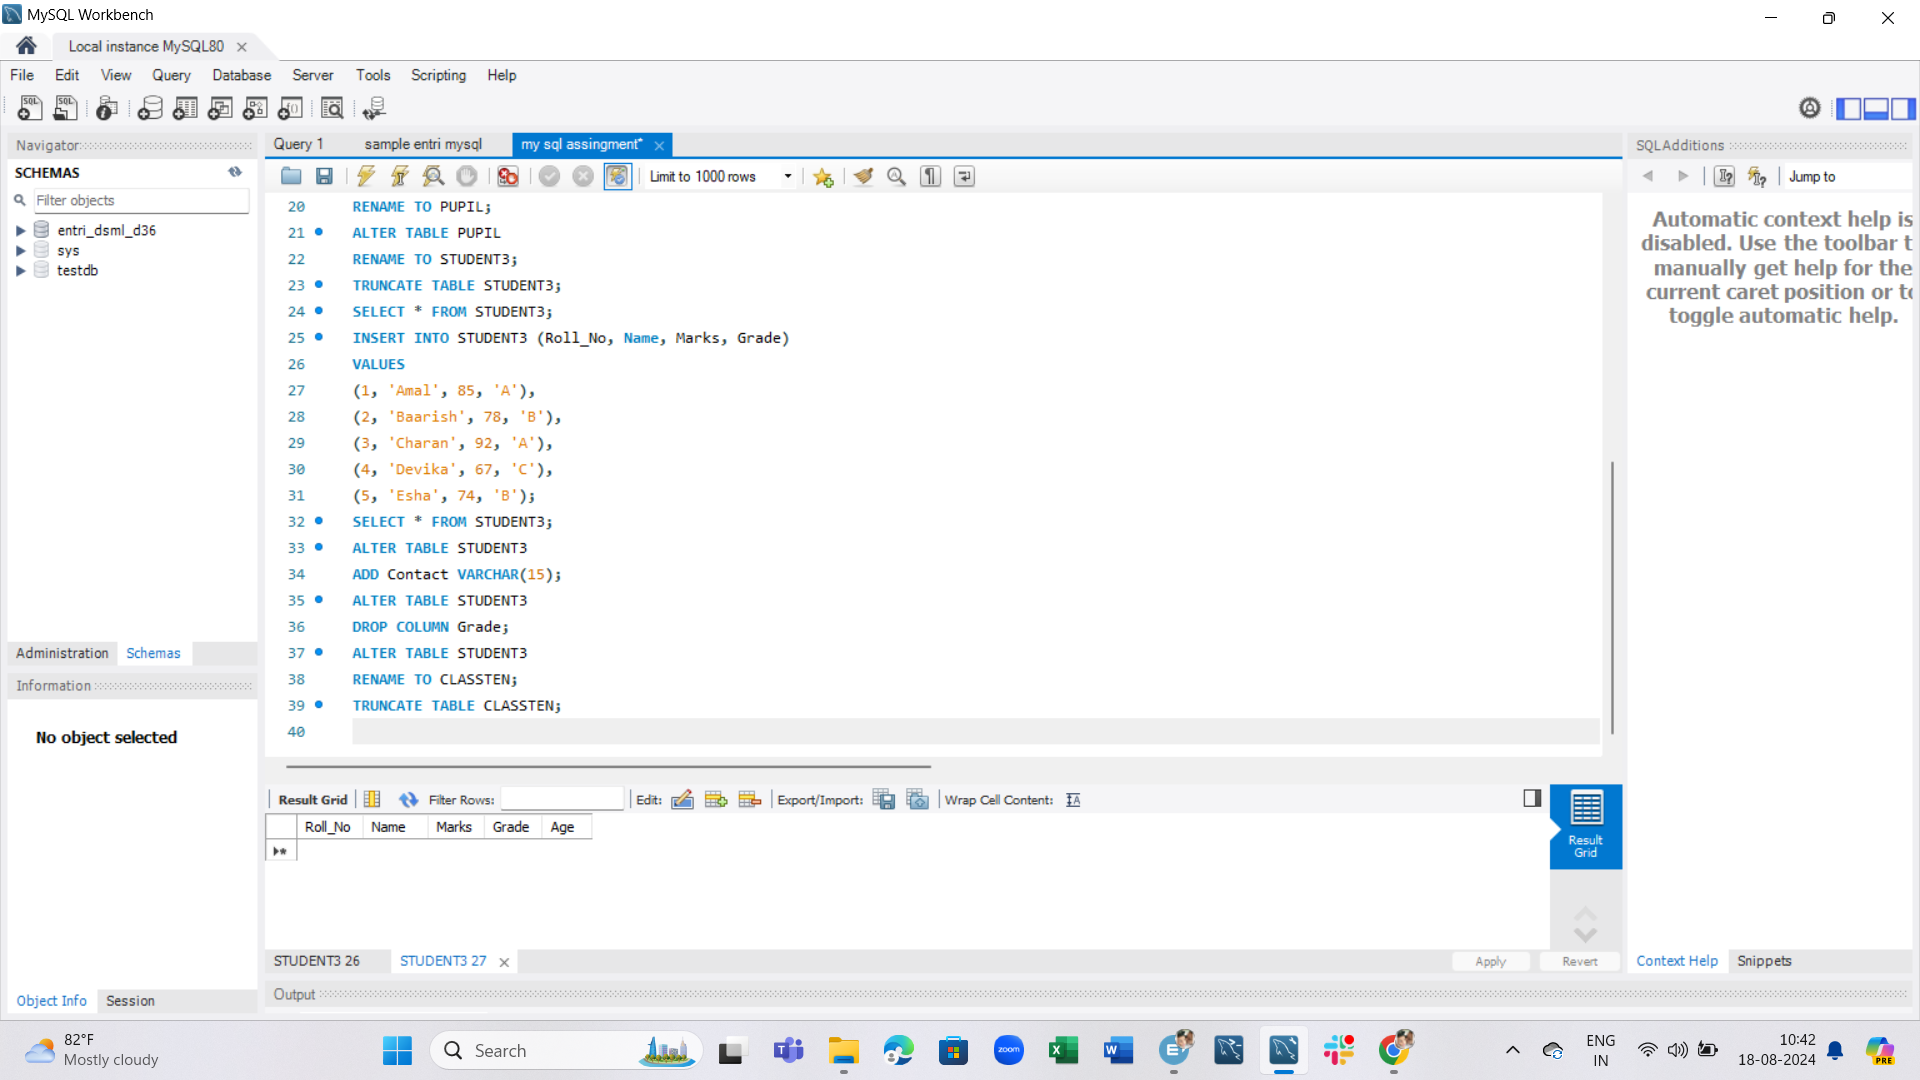 MySQL Workbench
Local instance MySQL80
File Edit View Query Database Server Tools Scripting Help
Navigator
SCHEMAS
Filter objects
entri_dsml_d36
sys
testdb
Administration Schemas
Information
No object selected
Object Info Session
Query 1 sample entri mysql my sql assingment*
Limit to 1000 rows
20 RENAME TO PUPIL;
21 ALTER TABLE PUPIL
22 RENAME TO STUDENT3;
23 TRUNCATE TABLE STUDENT3;
24 SELECT * FROM STUDENT3;
25 INSERT INTO STUDENT3 (Roll_No, Name, Marks, Grade)
26 VALUES
27 (1, 'Amal', 85, 'A'),
28 (2, 'Baarish', 78, 'B'),
29 (3, 'Charan', 92, 'A'),
30 (4, 'Devika', 67, 'C'),
31 (5, 'Esha', 74, 'B');
32 SELECT * FROM STUDENT3;
33 ALTER TABLE STUDENT3
34 ADD Contact VARCHAR(15);
35 ALTER TABLE STUDENT3
36 DROP COLUMN Grade;
37 ALTER TABLE STUDENT3
38 RENAME TO CLASSTEN;
39 TRUNCATE TABLE CLASSTEN;
40
Result Grid Filter Rows: Edit: Export/Import: Wrap Cell Content:
Roll_No Name Marks Grade Age
Result
Grid
STUDENT3 26 STUDENT3 27 Apply Revert
Output
SQLAdditions
Jump to
Automatic context help is
disabled. Use the toolbar t
manually get help for the
current caret position or to
toggle automatic help.
Context Help Snippets
82°F
Mostly cloudy
Search
zoom
ENG
IN
10:42
18-08-2024
PRE